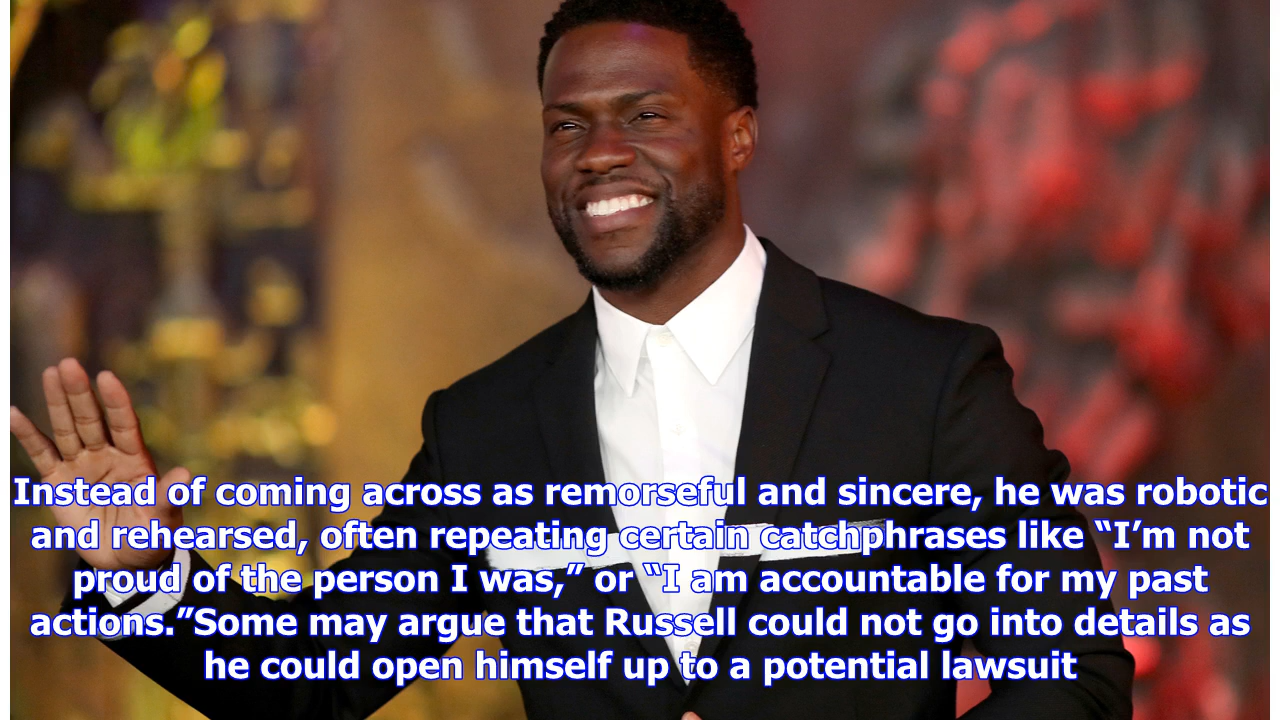 Instead of coming across as remorseful and sincere, he was robotic
and rehearsed, often repeating certain catchphrases like “I’m not
proud of the person I was,” or “I am accountable for my past
actions.”Some may argue that Russell could not go into details as
he could open himself up to a potential lawsuit